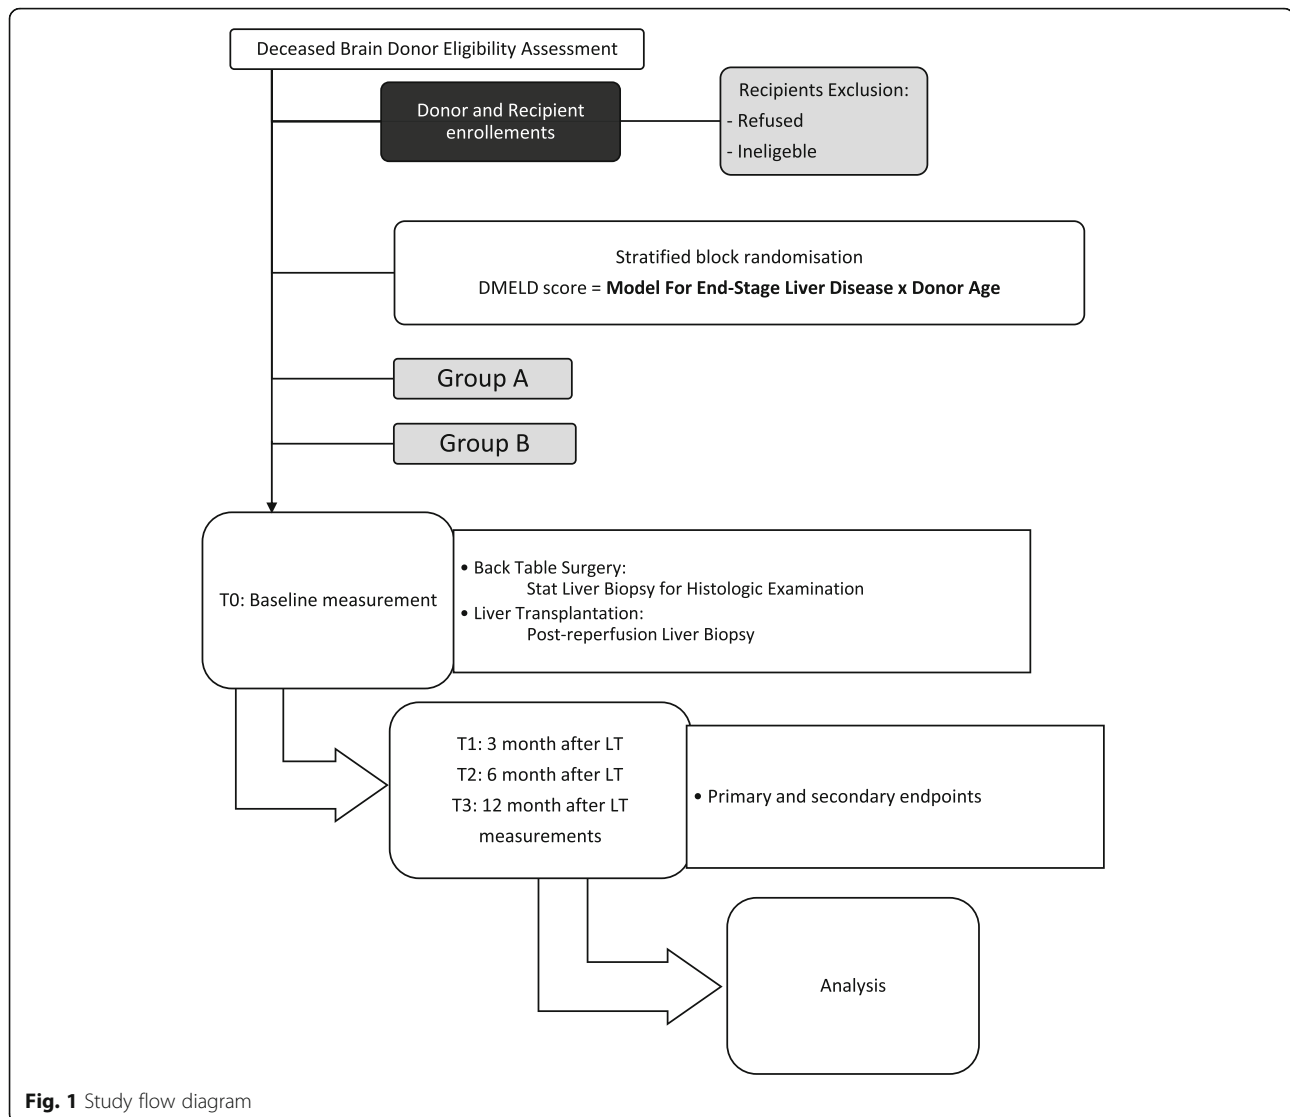 Deceased Brain Donor Eligibility Assessment
Donor and Recipient
enrollements
Recipients Exclusion:
- Refused
- Ineligeble
Stratified block randomisation
DMELD score = Model For End-Stage Liver Disease x Donor Age
Group A
Group B
T0: Baseline measurement
• Back Table Surgery:
Stat Liver Biopsy for Histologic Examination
• Liver Transplantation:
Post-reperfusion Liver Biopsy
T1: 3 month after LT
T2: 6 month after LT
T3: 12 month after LT
measurements
• Primary and secondary endpoints
Analysis
Fig. 1 Study flow diagram